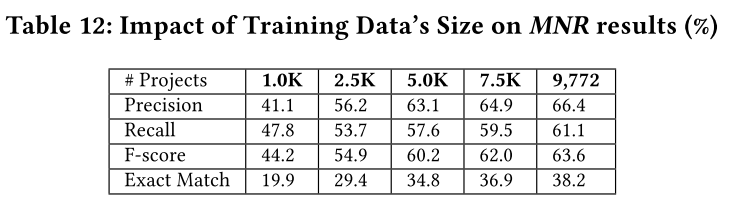 Table 12: Impact of Training Data's Size on MNR results (%)
# Projects 1.0K 2.5K 5.0K 7.5K 9,772
Precision 41.1 56.2 63.1 64.9 66.4
Recall 47.8 53.7 57.6 59.5 61.1
F-score 44.2 54.9 60.2 62.0 63.6
Exact Match 19.9 29.4 34.8 36.9 38.2